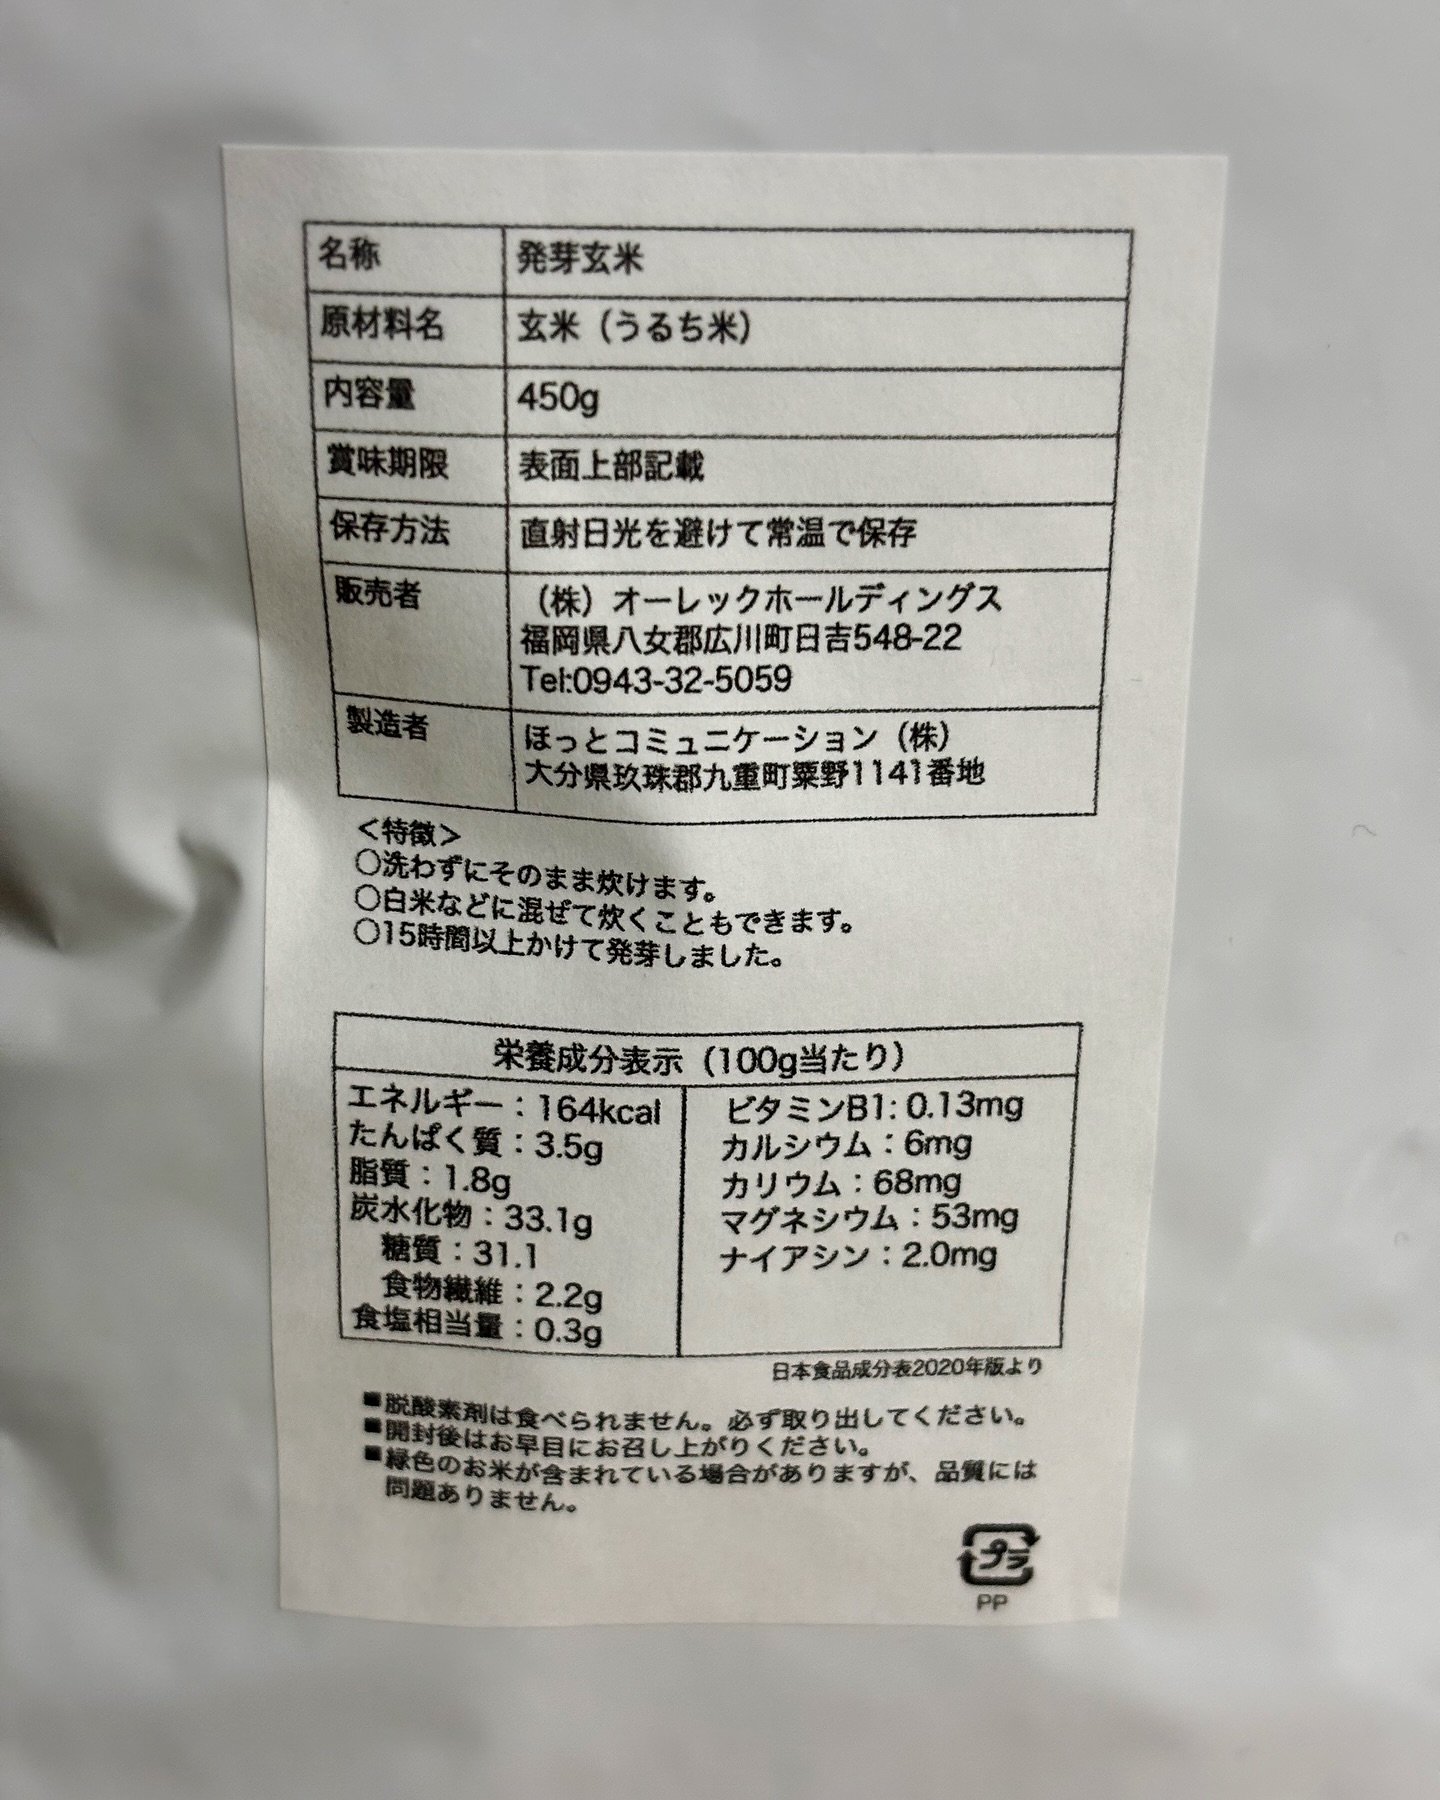 名称 発芽玄米
原材料名 玄米（うるち米）
内容量 450g
賞味期限 表面上部記載
保存方法 直射日光を避けて常温で保存
販売者 （株）オーレックホールディングス
福岡県八女郡広川町日吉548-22
Tel:0943-32-5059
製造者 ほっとコミュニケーション（株）
大分県玖珠郡九重町粟野1141番地
＜特徴＞
○洗わずにそのまま炊けます。
○白米などに混ぜて炊くこともできます。
○15時間以上かけて発芽しました。
栄養成分表示（100g当たり）
エネルギー：164kcal
たんぱく質：3.5g
脂質：1.8g
炭水化物：33.1g
糖質：31.1
食物繊維：2.2g
食塩相当量：0.3g
ビタミンB1：0.13mg
カルシウム：6mg
カリウム：68mg
マグネシウム：53mg
ナイアシン：2.0mg
日本食品成分表2020年版より
■脱酸素剤は食べられません。必ず取り出してください。
■開封後はお早目にお召し上がりください。
■緑色のお米が含まれている場合がありますが、品質には
問題ありません。
プラ
PP